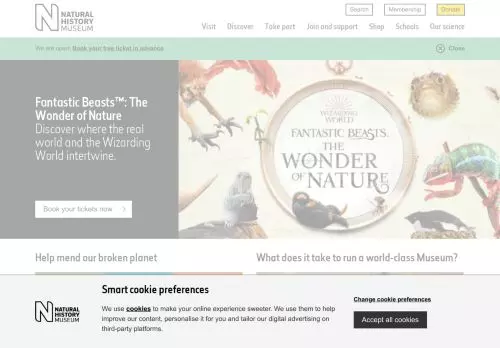 NATURAL
HISTORY
MUSEUM
Search
Membership
Donate
Visit
Discover
Take part
Join and support
Shop
Schools
Our science
We are open Book your free ticket in advance
Close
Fantastic Beasts™: The
Wonder of Nature
Discover where the real
world and the Wizarding
World intertwine.
Book your tickets now
WIZARDING
WORLD
FANTASTIC BEASTS
THE
WONDER
OF NATURE
Help mend our broken planet
What does it take to run a world-class Museum?
NATURAL
HISTORY
MUSEUM
Smart cookie preferences
We use cookies to make your online experience sweeter. We use them to
help improve our content, personalise it for you and tailor our digital advertising on
third-party platforms.
Change cookie preferences
Accept all cookies